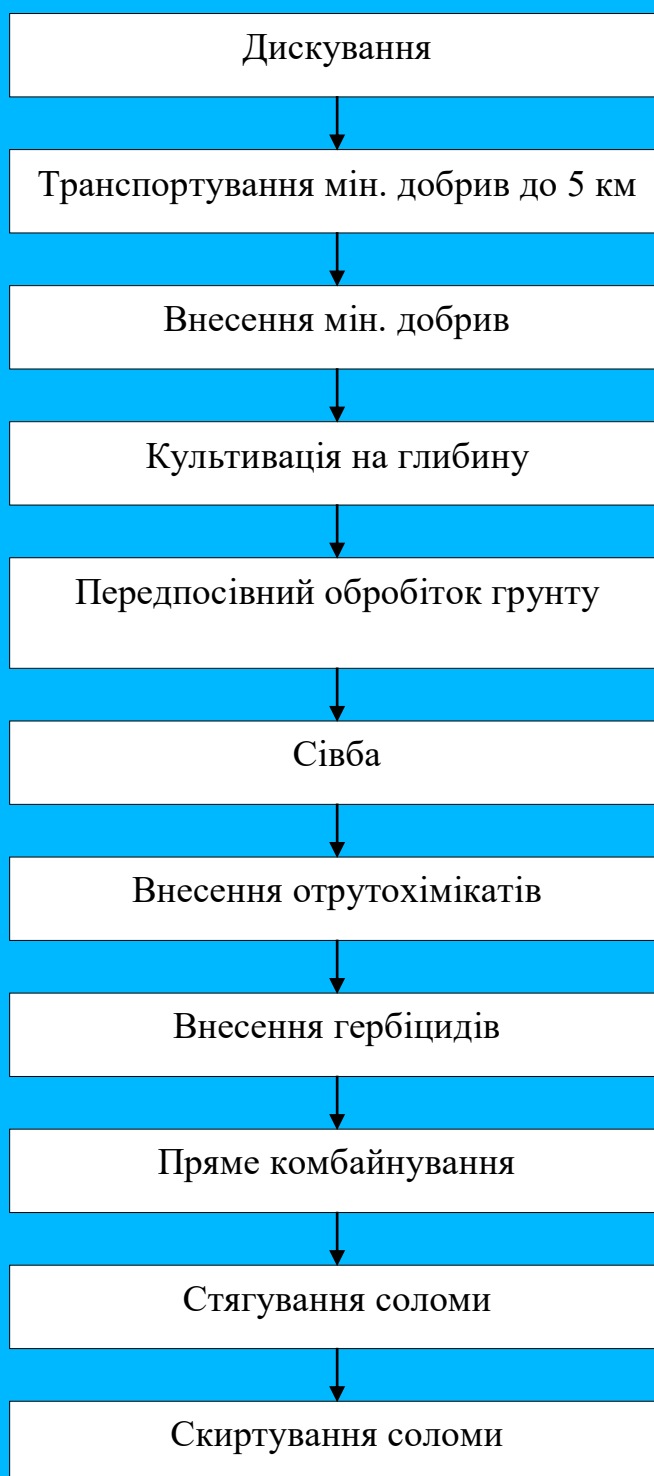 Дискування
Транспортування мін. добрив до 5 км
Внесення мін. добрив
Культивація на глибину
Передпосівний обробіток грунту
Сівба
Внесення отрутохімікатів
Внесення гербіцидів
Пряме комбайнування
Стягування соломи
Скиртування соломи